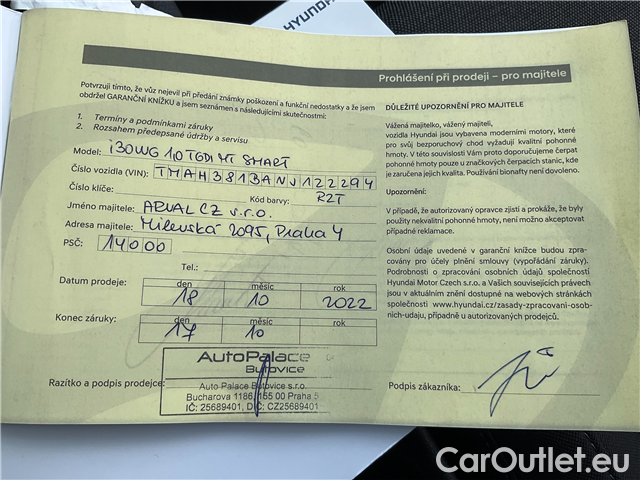 HYUNDAI
Prohlášení při prodeji – pro majitele
Potvrzuji tímto, že vůz nejevil při předání známky poškození a funkční nedostatky a že jsem
obdržel GARANČNÍ KNÍŽKU a jsem seznámen s následujícími skutečnostmi:
1. Termíny a podmínkami záruky
2. Rozsahem předepsané údržby a servisu
Model: i30WG 1.0 TGDI MT SMART
Číslo vozidla (VIN): TMAH381BANJ122294
Číslo klíče: Kód barvy: R2T
Jméno majitele: ARVAL CZ s.r.o.
Adresa majitele: Milevská 2095, Praha 4
PSČ: 14000
Tel.:
den měsíc rok
Datum prodeje: 18 10 2022
den měsíc rok
Konec záruky: 17 10
AutoPalace
Butovice
Razítko a podpis prodejce:
Auto Palace Butovice s.r.o.
Bucharova 1186, 155 00 Praha 5
IČ: 25689401, DIČ: CZ25689401
DŮLEŽITÉ UPOZORNĚNÍ PRO MAJITELE
Vážená majitelko, vážený majiteli,
vozidla Hyundai jsou vybavena moderními motory, které
pro svůj bezporuchový chod vyžadují kvalitní pohonné
hmoty. V této souvislosti Vám proto doporučujeme čerpat
pohonné hmoty pouze u značkových čerpacích stanic, kde
je zaručena jejich kvalita. Používání bionafty není dovoleno.
Upozornění:
V případě, že autorizovaný opravce zjistí a prokáže, že byly
použity nekvalitní pohonné hmoty, není možno akceptovat
případné reklamace.
Osobní údaje uvedené v garanční knížce budou zpra-
covány pro účely plnění smlouvy (vypořádání záruky).
Podrobnosti o zpracování osobních údajů společností
Hyundai Motor Czech s.r.o. a Vašich souvisejících právech
jsou v aktuálním znění dostupné na webových stránkách
společnosti www.hyundai.cz/zasady-zpracovani-osob-
nich-udaju, případně u autorizovaných prodejců.
Podpis zákazníka:
CarOutlet.eu